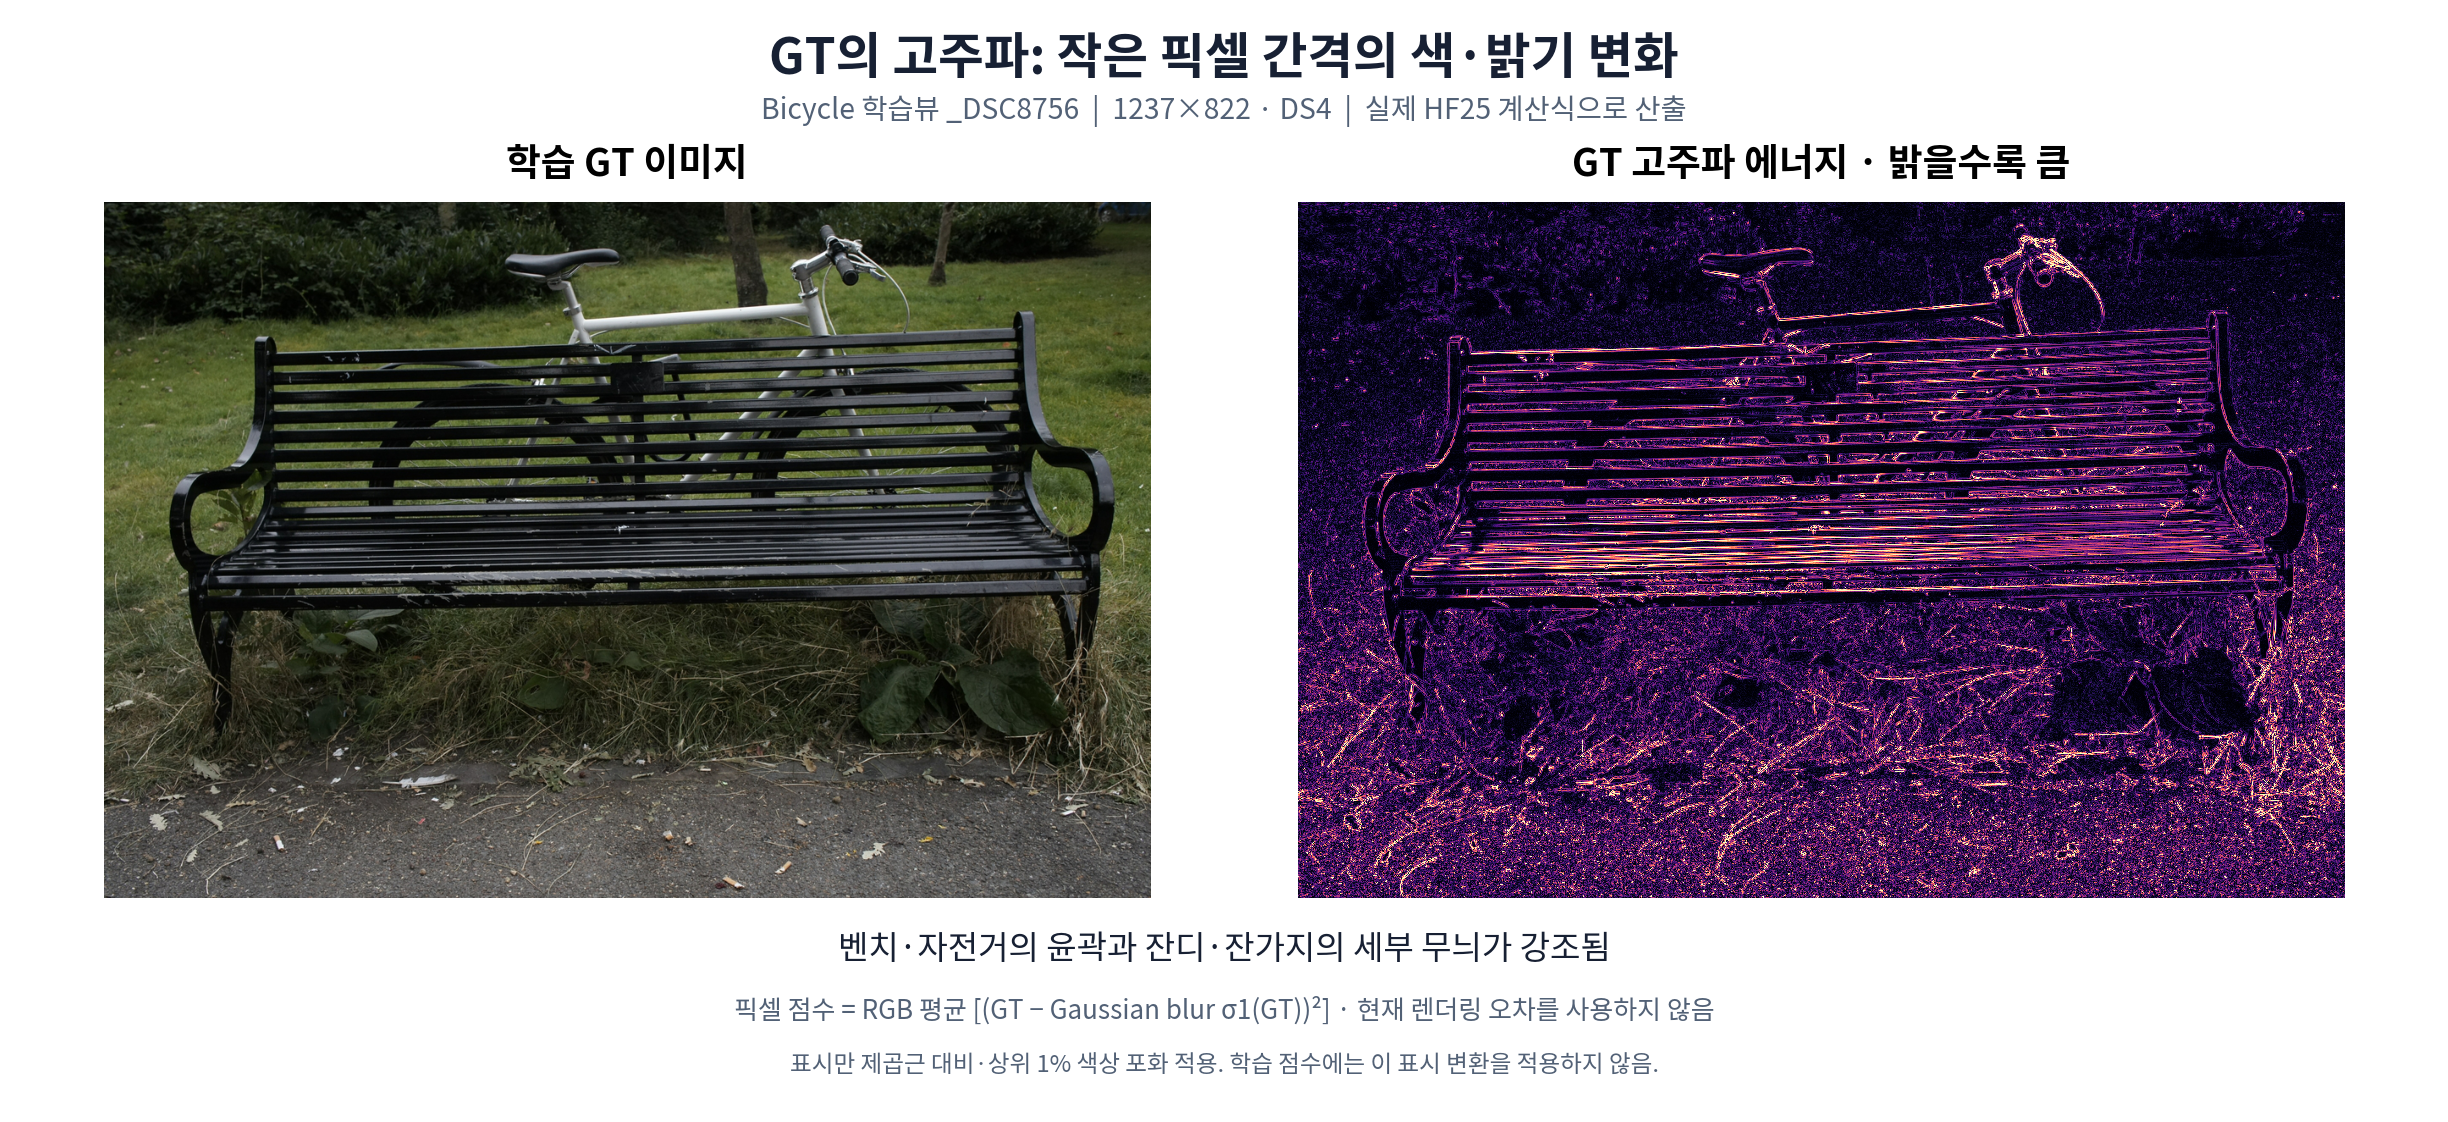 GT의 고주파: 작은 픽셀 간격의 색·밝기 변화
Bicycle 학습뷰 _DSC8756 | 1237×822 · DS4 | 실제 HF25 계산식으로 산출
학습 GT 이미지
GT 고주파 에너지 · 밝을수록 큼
벤치·자전거의 윤곽과 잔디·잔가지의 세부 무늬가 강조됨
픽셀 점수 = RGB 평균 [(GT − Gaussian blur σ1(GT))²] · 현재 렌더링 오차를 사용하지 않음
표시만 제곱근 대비·상위 1% 색상 포화 적용. 학습 점수에는 이 표시 변환을 적용하지 않음.